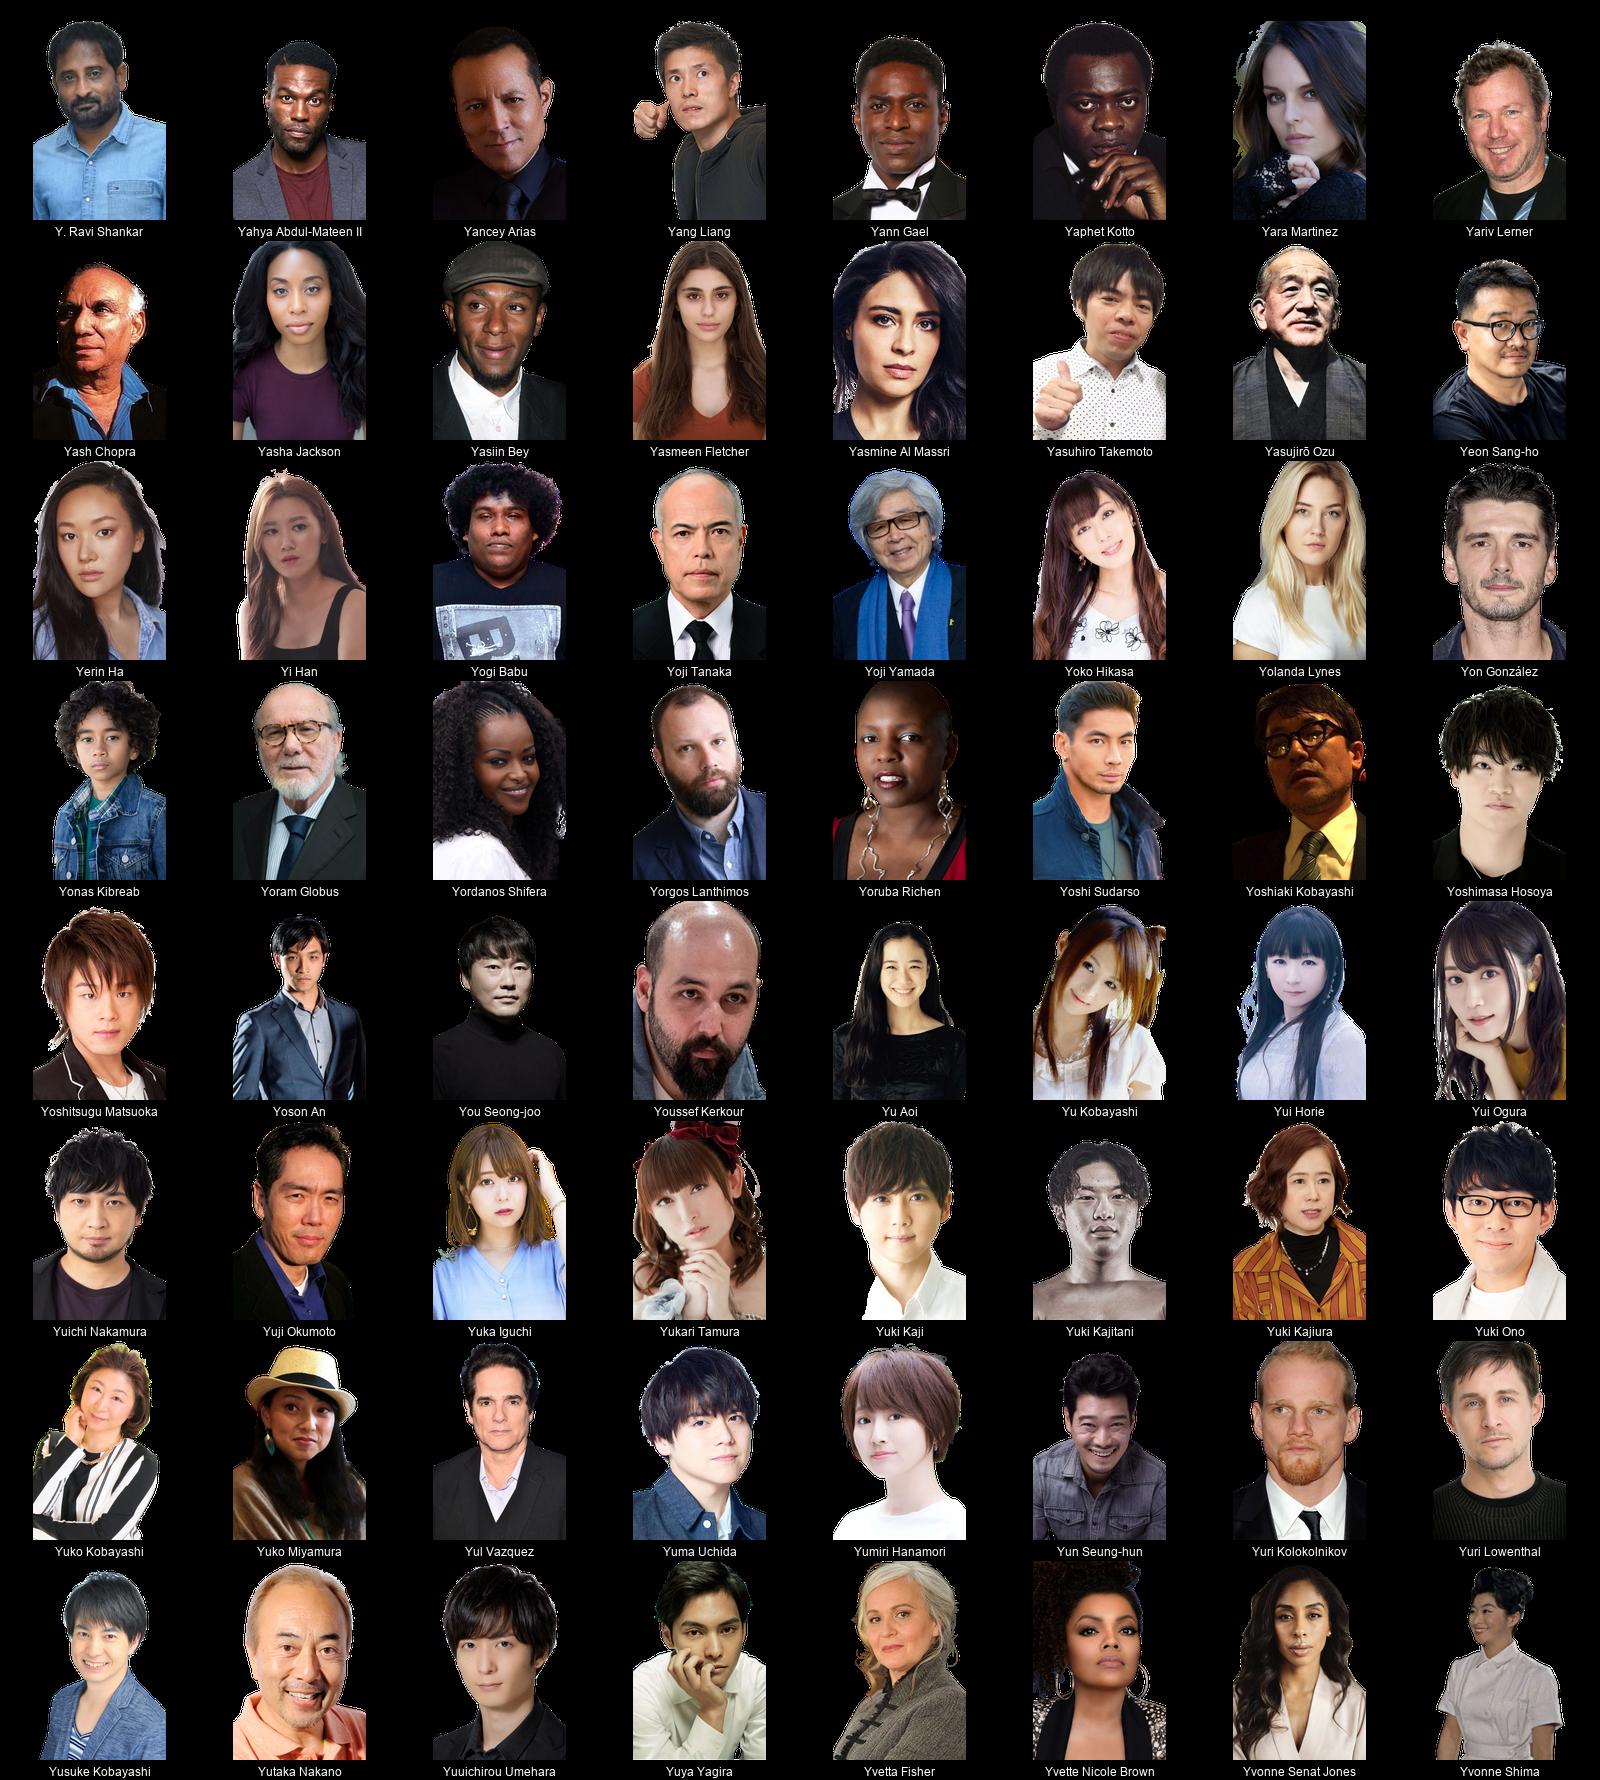 Y. Ravi Shankar
Yahya Abdul-Mateen II
Yancey Arias
Yang Liang
Yann Gael
Yaphet Kotto
Yara Martinez
Yariv Lerner
Yash Chopra
Yasha Jackson
Yasiin Bey
Yasmeen Fletcher
Yasmine Al Massri
Yasuhiro Takemoto
Yasujirō Ozu
Yeon Sang-ho
Yerin Ha
Yi Han
Yogi Babu
Yoji Tanaka
Yoji Yamada
Yoko Hikasa
Yolanda Lynes
Yon González
Yonas Kibreab
Yoram Globus
Yordanos Shifera
Yorgos Lanthimos
Yoruba Richen
Yoshi Sudarso
Yoshiaki Kobayashi
Yoshimasa Hosoya
Yoshitsugu Matsuoka
Yoson An
You Seong-joo
Youssef Kerkour
Yu Aoi
Yu Kobayashi
Yui Horie
Yui Ogura
Yuichi Nakamura
Yuji Okumoto
Yuka Iguchi
Yukari Tamura
Yuki Kaji
Yuki Kajitani
Yuki Kajiura
Yuki Ono
Yuko Kobayashi
Yuko Miyamura
Yul Vazquez
Yuma Uchida
Yumiri Hanamori
Yun Seung-hun
Yuri Kolokolnikov
Yuri Lowenthal
Yusuke Kobayashi
Yutaka Nakano
Yuuichirou Umehara
Yuya Yagira
Yvetta Fisher
Yvette Nicole Brown
Yvonne Senat Jones
Yvonne Shima